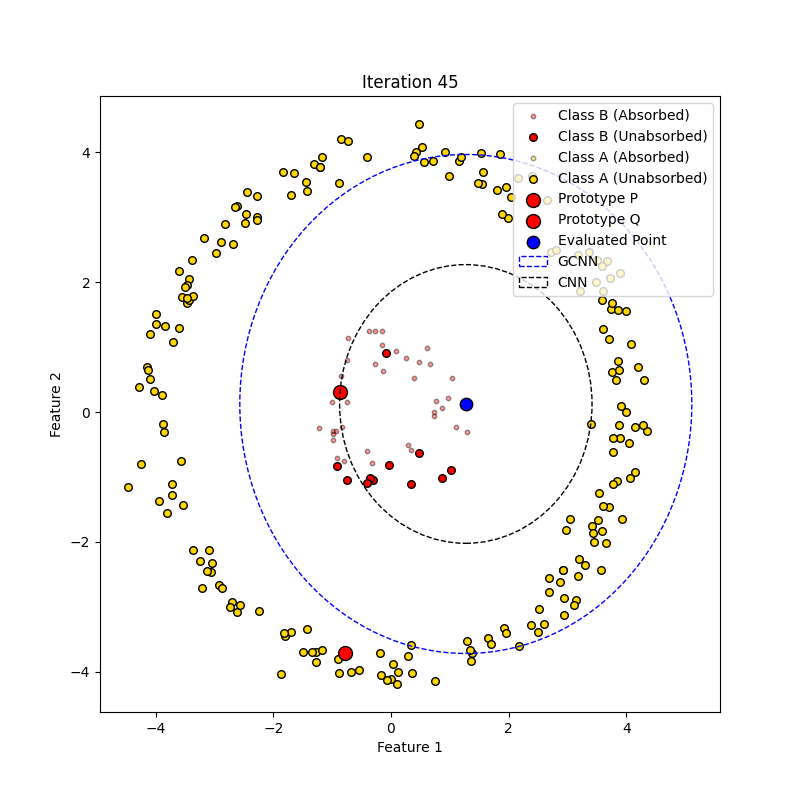 Iteration 45
Class B (Absorbed)
Class B (Unabsorbed)
Class A (Absorbed)
Class A (Unabsorbed)
Prototype P
Prototype Q
Evaluated Point
GCNN
CNN
4
2
0
−2
−4
Feature 2
−4
−2
0
2
4
Feature 1